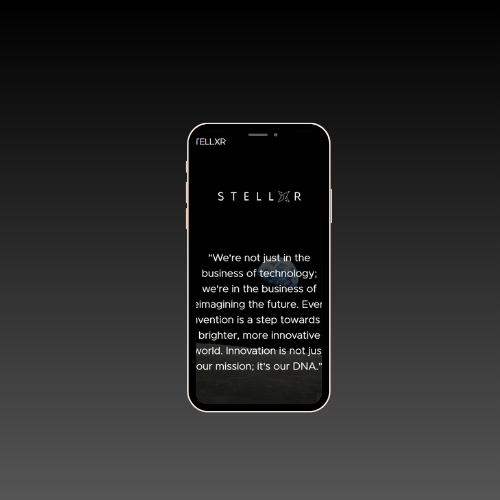 TELLXR
STELLXR
"We're not just in the
business of technology;
we're in the business of
eimagining the future. Ever
vention is a step towards
brighter, more innovative
world. Innovation is not jus
our mission; it's our DNA."